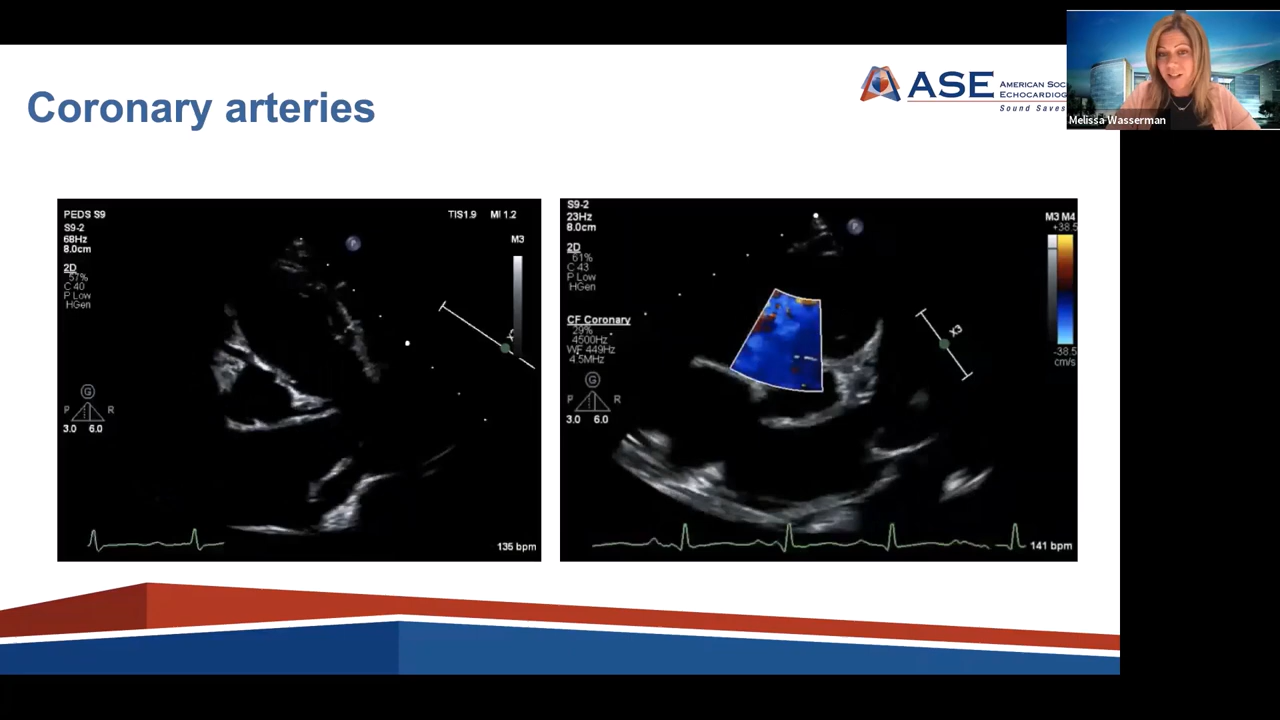 Coronary arteries
ASE
AMERICAN SOC
ECHOCARDIOG
Sound Saves
Melissa Wasserman
PEDS S9
TIS1.9 MI 1.2
S9-2
68Hz
8.0cm
M3
2D
57%
C 40
P Low
HGen
P
G
P R
3.0 6.0
135 bpm
S9-2
23Hz
8.0cm
M3 M4
+38.5
2D
61%
C 43
P Low
HGen
P
CF Coronary
29%
4500Hz
WF 449Hz
4.5MHz
X3
-38.5
cm/s
G
P R
3.0 6.0
141 bpm